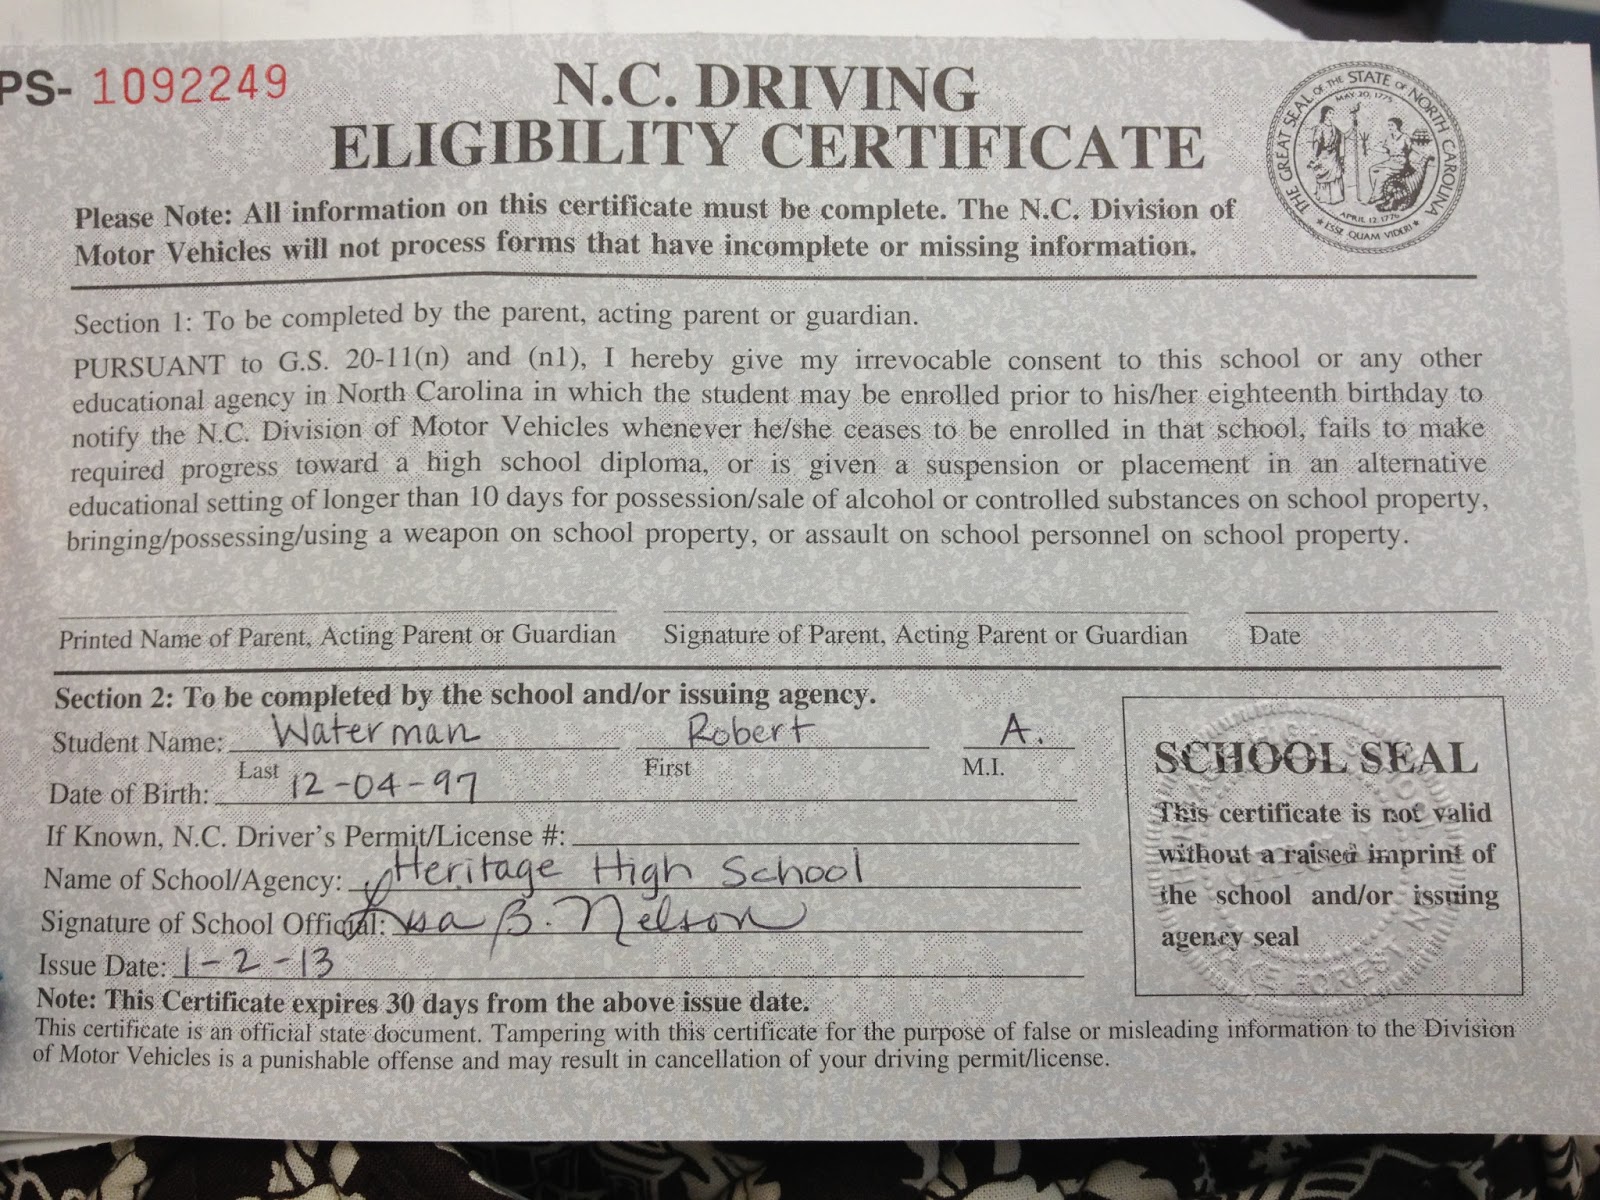 PS- 1092249
N.C. DRIVING
ELIGIBILITY CERTIFICATE
THE GREAT SEAL OF THE STATE OF NORTH CAROLINA
MAY 20, 1775
APRIL 12 1776
ESSE QUAM VIDERI
Please Note: All information on this certificate must be complete. The N.C. Division of
Motor Vehicles will not process forms that have incomplete or missing information.
Section 1: To be completed by the parent, acting parent or guardian.
PURSUANT to G.S. 20-11(n) and (n1), I hereby give my irrevocable consent to this school or any other
educational agency in North Carolina in which the student may be enrolled prior to his/her eighteenth birthday to
notify the N.C. Division of Motor Vehicles whenever he/she ceases to be enrolled in that school, fails to make
required progress toward a high school diploma, or is given a suspension or placement in an alternative
educational setting of longer than 10 days for possession/sale of alcohol or controlled substances on school property,
bringing/possessing/using a weapon on school property, or assault on school personnel on school property.
Printed Name of Parent, Acting Parent or Guardian Signature of Parent, Acting Parent or Guardian Date
Section 2: To be completed by the school and/or issuing agency.
Student Name: Waterman Robert A.
Last First M.I.
Date of Birth: 12-04-97
If Known, N.C. Driver's Permit/License #:
Name of School/Agency: Heritage High School
Signature of School Official: Lisa B. Nelson
Issue Date: 1-2-13
SCHOOL SEAL
This certificate is not valid
without a raised imprint of
the school and/or issuing
agency seal
WAKE FOREST, N
Note: This Certificate expires 30 days from the above issue date.
This certificate is an official state document. Tampering with this certificate for the purpose of false or misleading information to the Division
of Motor Vehicles is a punishable offense and may result in cancellation of your driving permit/license.